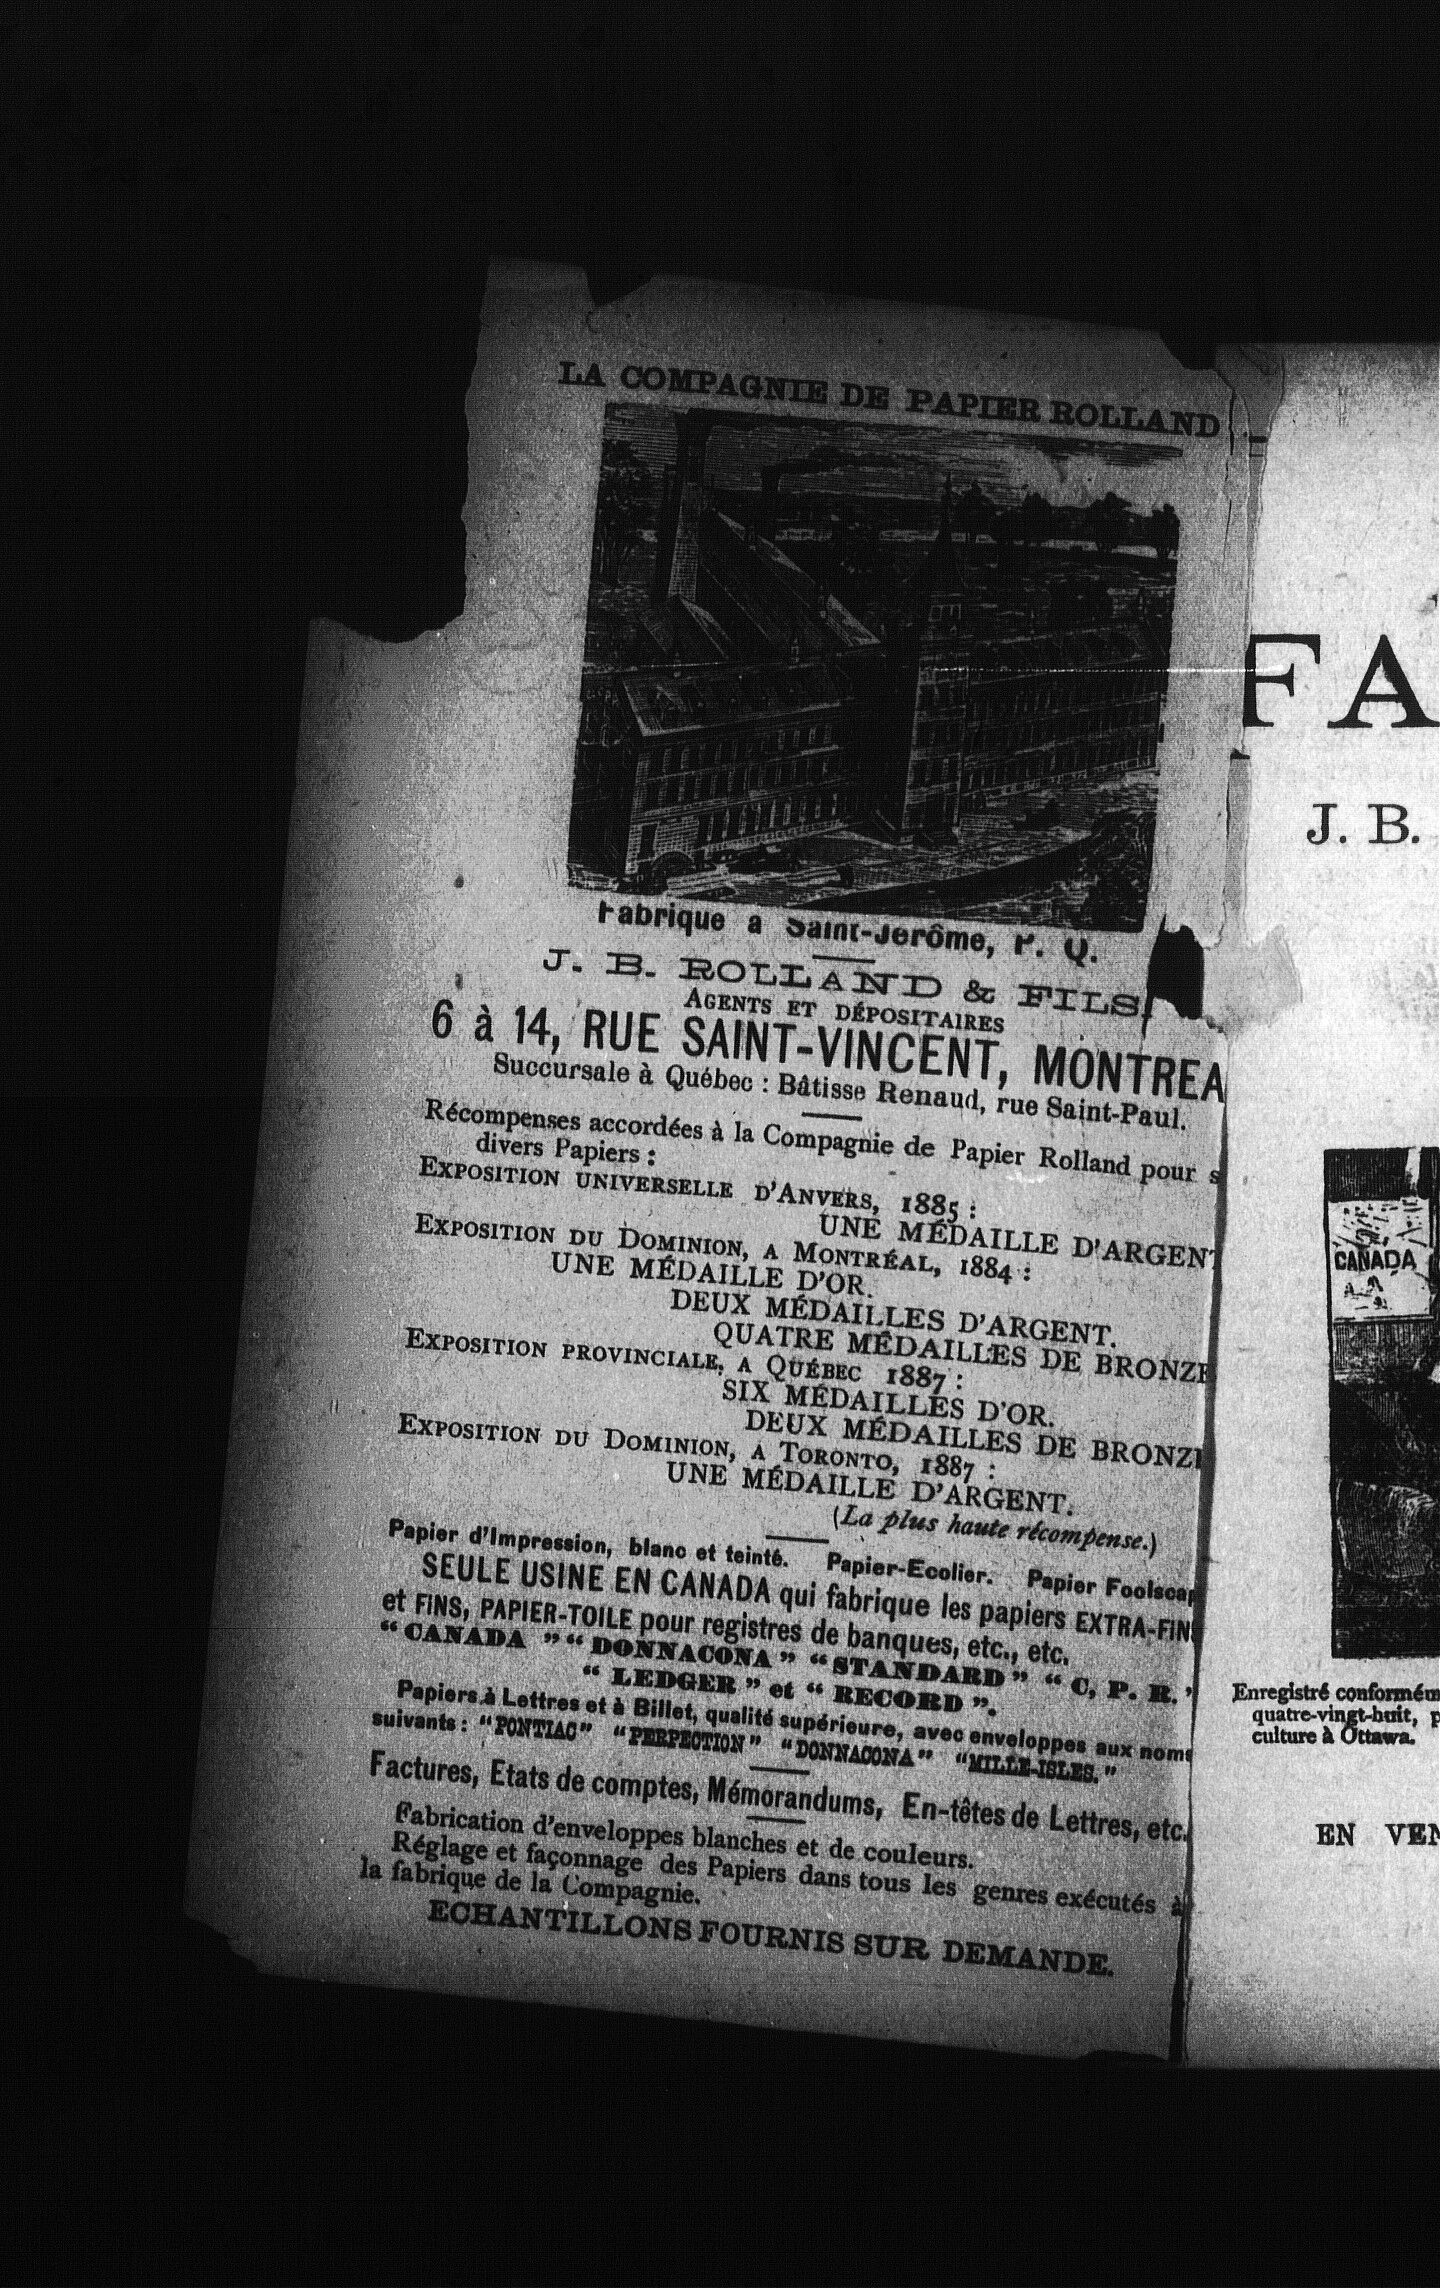 LA COMPAGNIE DE PAPIER ROLLAND
Fabrique a Saint-Jerôme, P. Q.
J. B. ROLLAND & FILS.
AGENTS ET DÉPOSITAIRES
6 à 14, RUE SAINT-VINCENT, MONTREA
Succursale à Québec : Bâtisse Renaud, rue Saint-Paul.
Récompenses accordées à la Compagnie de Papier Rolland pour s
divers Papiers :
EXPOSITION UNIVERSELLE D'ANVERS, 1885 :
UNE MÉDAILLE D'ARGENT
EXPOSITION DU DOMINION, A MONTRÉAL, 1884 :
UNE MÉDAILLE D'OR.
DEUX MÉDAILLES D'ARGENT.
QUATRE MÉDAILLES DE BRONZE
EXPOSITION PROVINCIALE, A QUÉBEC 1887 :
SIX MÉDAILLES D'OR.
DEUX MÉDAILLES DE BRONZE
EXPOSITION DU DOMINION, A TORONTO, 1887 :
UNE MÉDAILLE D'ARGENT.
(La plus haute récompense.)
Papier d'Impression, blanc et teinté. Papier-Ecolier. Papier Foolscap
SEULE USINE EN CANADA qui fabrique les papiers EXTRA-FINS
et FINS, PAPIER-TOILE pour registres de banques, etc., etc.
“ CANADA ” “ DONNACONA ” “ STANDARD ” “ C, P. R. ”
“ LEDGER ” et “ RECORD ”.
Papiers à Lettres et à Billet, qualité supérieure, avec enveloppes aux noms
suivants : “PONTIAC” “PERPECTION” “DONNACONA” “MILLE-ISLES.”
Factures, Etats de comptes, Mémorandums, En-têtes de Lettres, etc.
Fabrication d'enveloppes blanches et de couleurs.
Réglage et façonnage des Papiers dans tous les genres exécutés à
la fabrique de la Compagnie.
ECHANTILLONS FOURNIS SUR DEMANDE.
FA
J. B.
CANADA
Enregistré conformém
quatre-vingt-huit, p
culture à Ottawa.
EN VEN